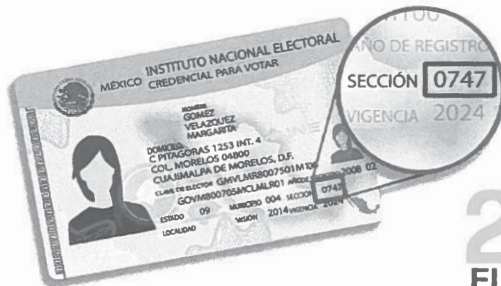 INSTITUTO NACIONAL ELECTORAL
MÉXICO CREDENCIAL PARA VOTAR
NOMBRE
GOMEZ
VELAZQUEZ
MARGARITA
DOMICILIO
C PITAGORAS 1253 INT. 4
COL. MORELOS 04800
CUAJIMALPA DE MORELOS, D.F.
CLAVE DE ELECTOR GMVLMR8007501M100
2008 02
ESTADO 09 MUNICIPIO 004 SECCIÓN 0747
LOCALIDAD EMISIÓN 2014 VIGENCIA 2024
AÑO DE REGISTRO
SECCIÓN 0747
VIGENCIA 2024
2